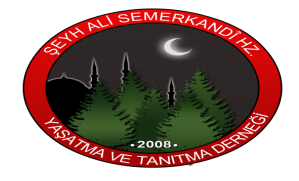 ŞEYH ALİ SEMERKANDİ HZ.
•2008•
YAŞATMA VE TANITMA DERNEĞİ